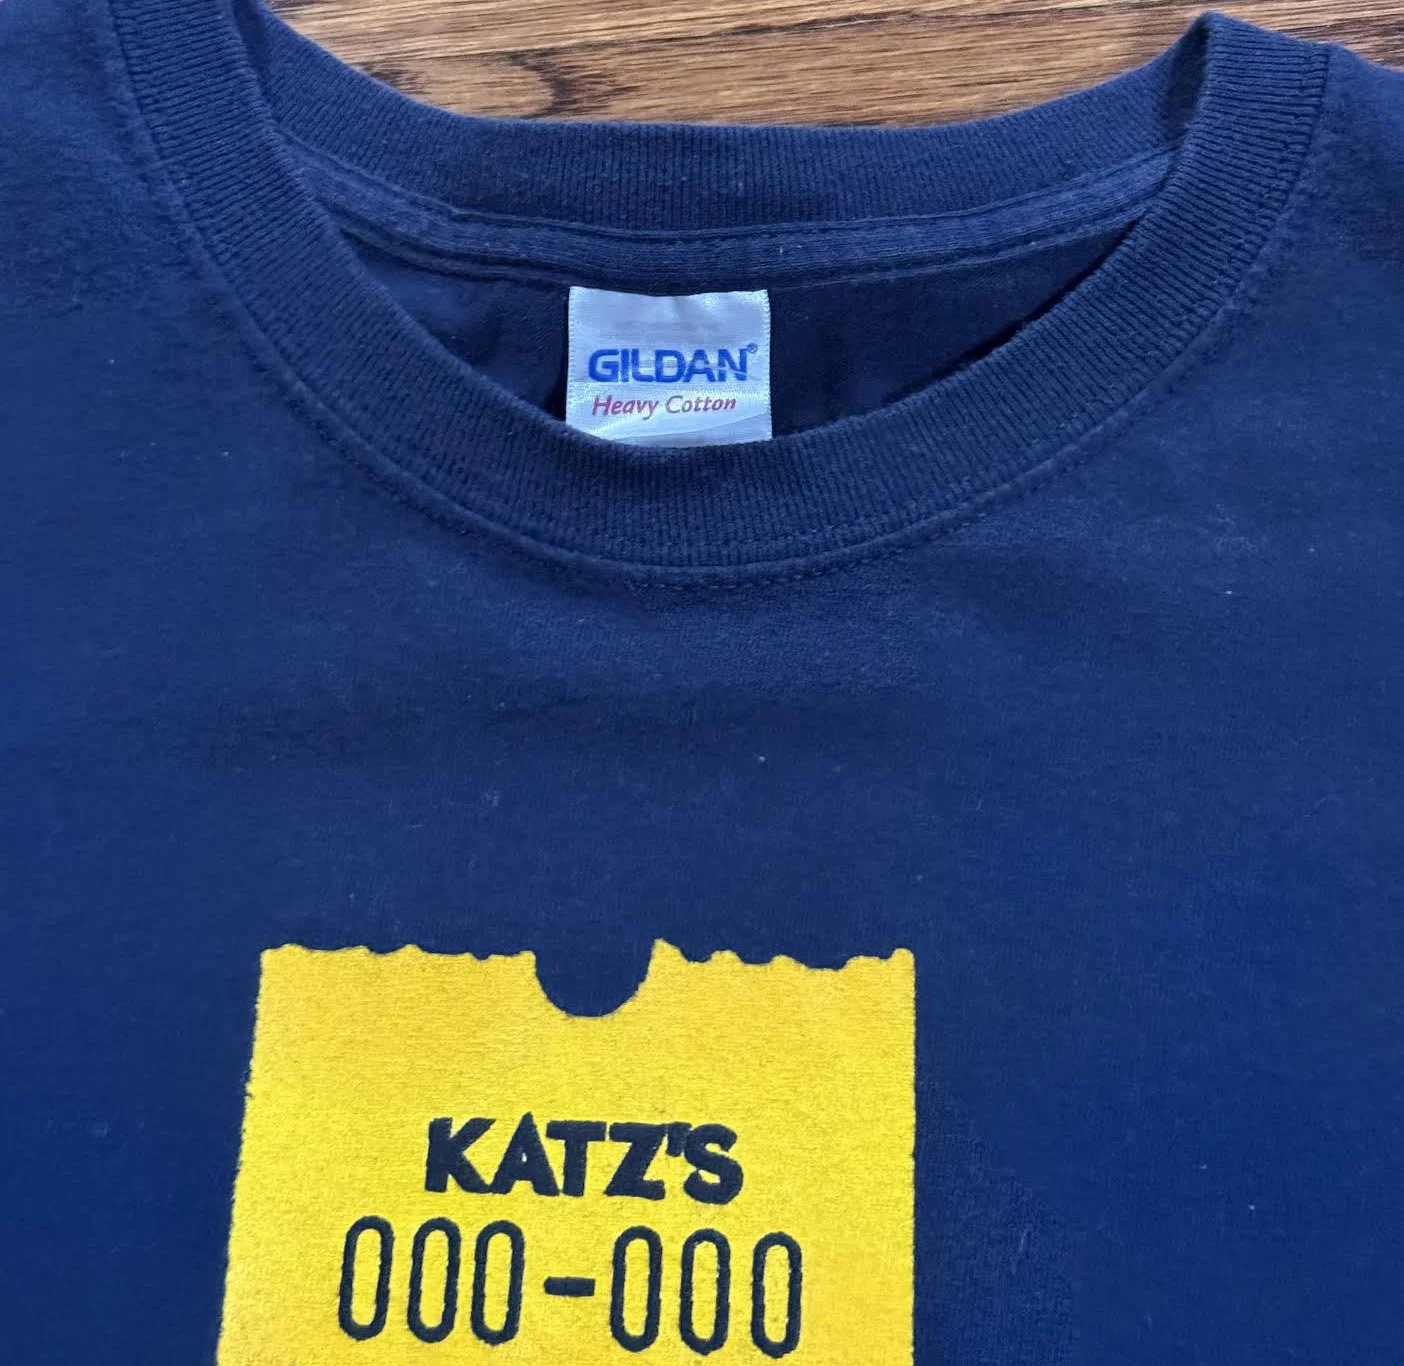 GILDAN®
Heavy Cotton
KATZ'S
000-000